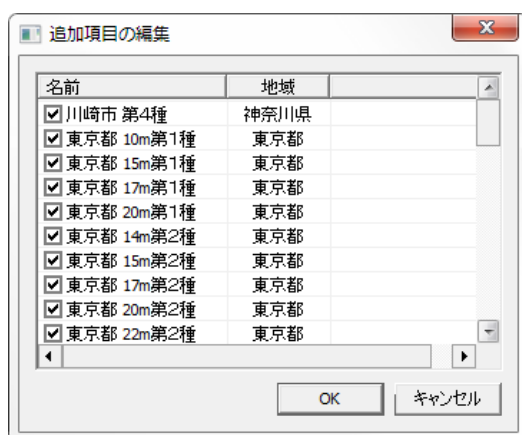 追加項目の編集
名前 地域
川崎市 第4種 神奈川県
東京都 10m第1種 東京都
東京都 15m第1種 東京都
東京都 17m第1種 東京都
東京都 20m第1種 東京都
東京都 14m第2種 東京都
東京都 15m第2種 東京都
東京都 17m第2種 東京都
東京都 20m第2種 東京都
東京都 22m第2種 東京都
OK キャンセル